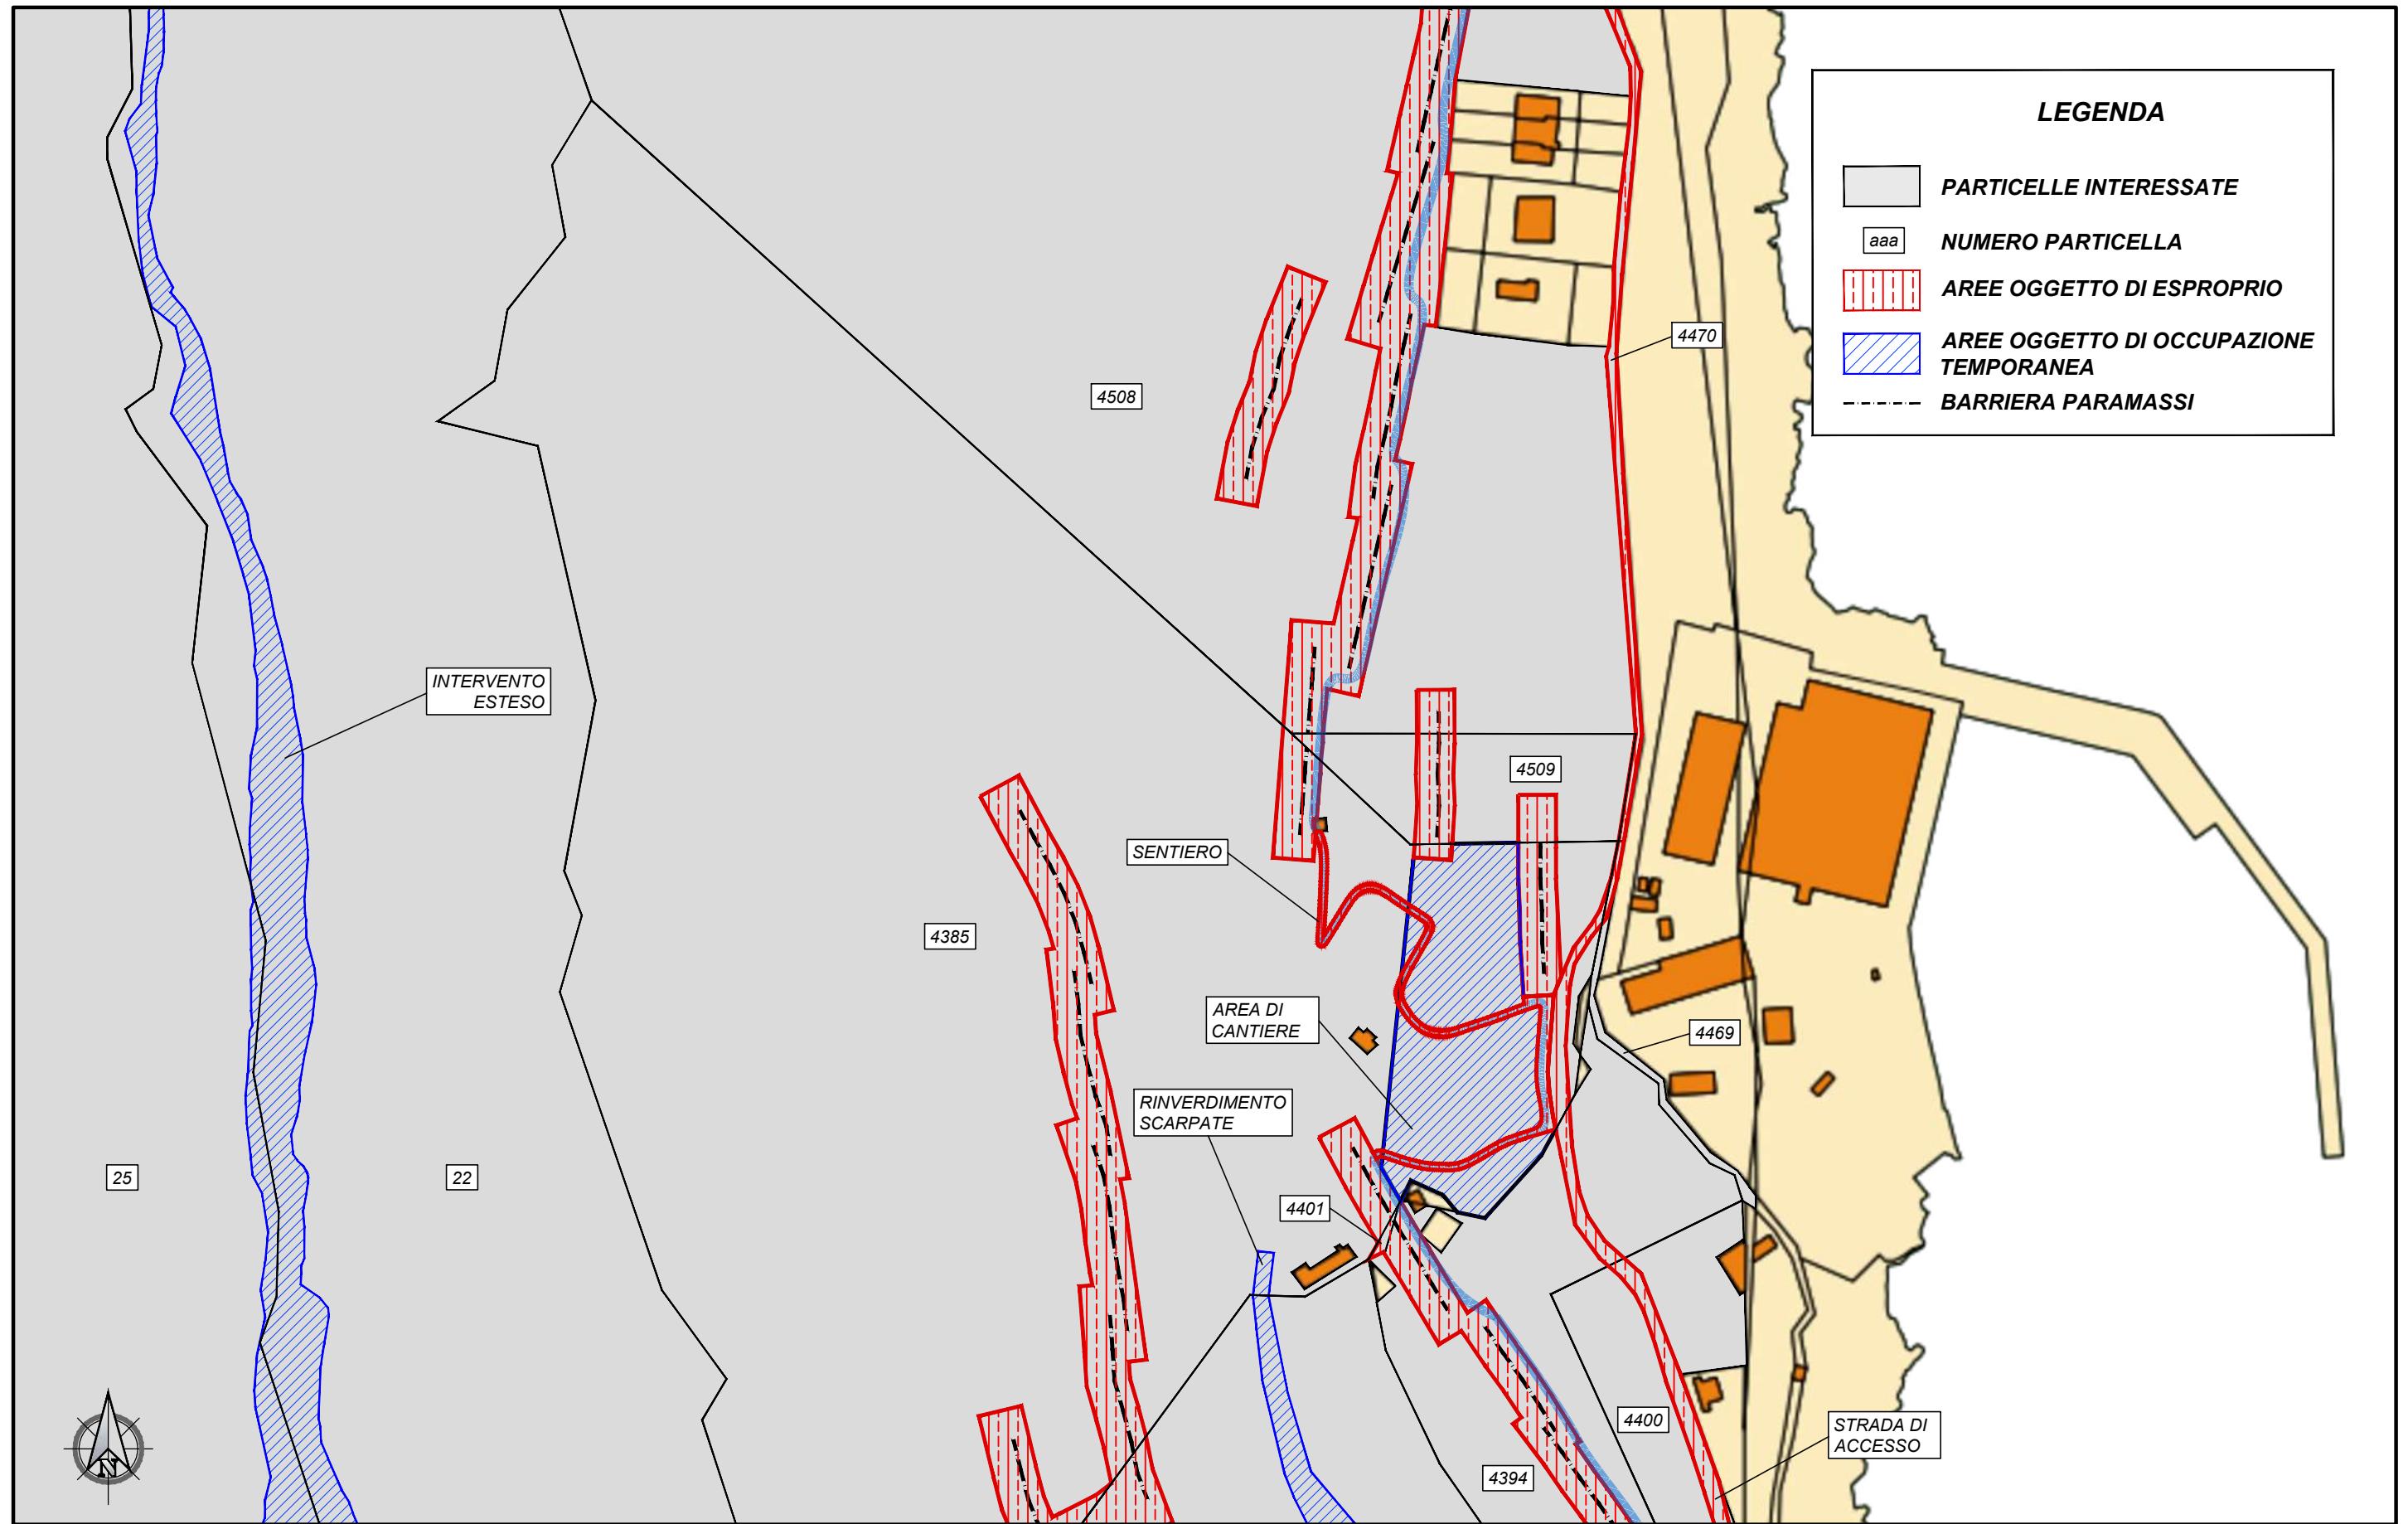 LEGENDA
PARTICELLE INTERESSATE
aaa
NUMERO PARTICELLA
AREE OGGETTO DI ESPROPRIO
AREE OGGETTO DI OCCUPAZIONE
TEMPORANEA
BARRIERA PARAMASSI
4470
4508
INTERVENTO
ESTESO
4509
SENTIERO
4385
AREA DI
CANTIERE
4469
RINVERDIMENTO
SCARPATE
25
22
4401
4400
STRADA DI
ACCESSO
4394
N